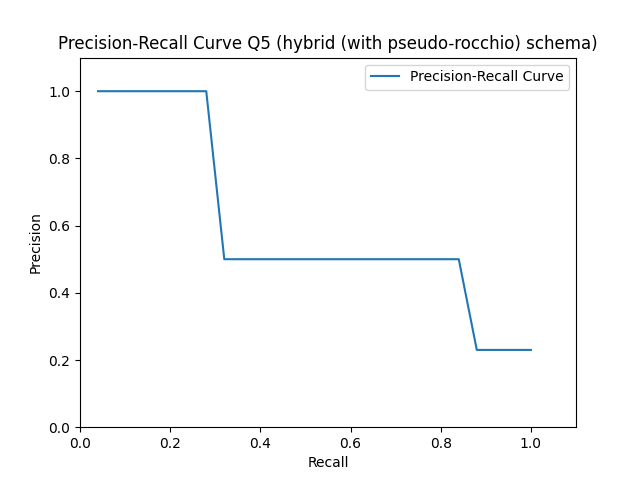 Precision-Recall Curve Q5 (hybrid (with pseudo-rocchio) schema)
Precision-Recall Curve
1.0
0.8
0.6
0.4
0.2
0.0
Precision
0.0 0.2 0.4 0.6 0.8 1.0
Recall